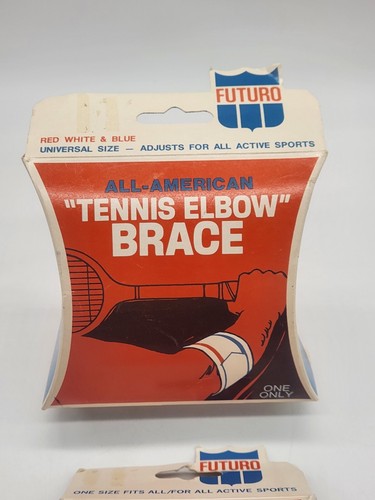 FUTURO
RED WHITE & BLUE
UNIVERSAL SIZE — ADJUSTS FOR ALL ACTIVE SPORTS
ALL-AMERICAN
"TENNIS ELBOW"
BRACE
ONE
ONLY
FUTURO
ONE SIZE FITS ALL/FOR ALL ACTIVE SPORTS